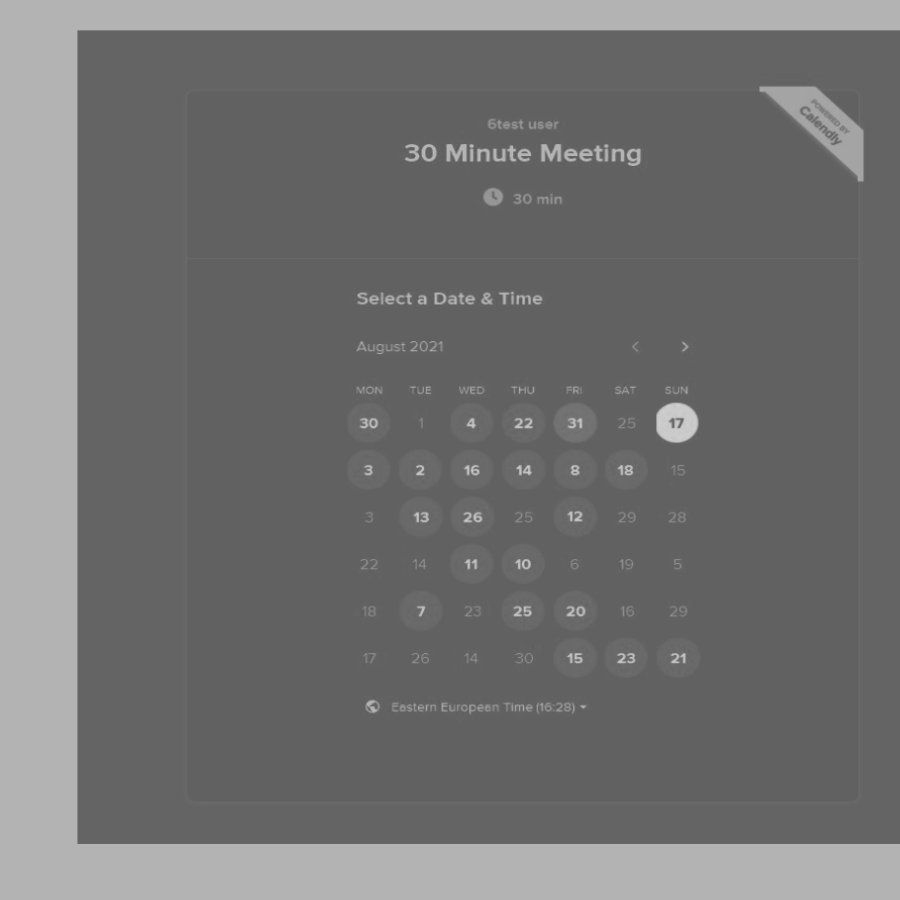 POWERED BY
Calendly
6test user
30 Minute Meeting
30 min
Select a Date & Time
August 2021
MON TUE WED THU FRI SAT SUN
30 1 4 22 31 25 17
3 2 16 14 8 18 15
3 13 26 25 12 29 28
22 14 11 10 6 19 5
18 7 23 25 20 16 29
17 26 14 30 15 23 21
Eastern European Time (16:28)